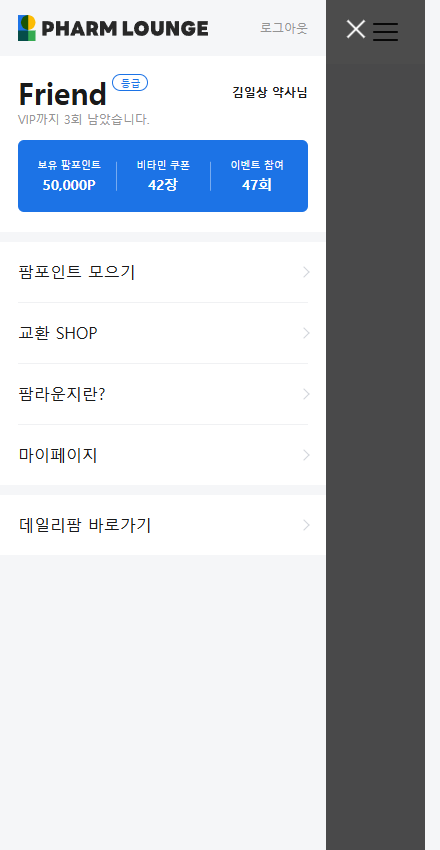 PHARM LOUNGE
로그아웃
Friend 등급
김일상 약사님
VIP까지 3회 남았습니다.
보유 팜포인트 비타민 쿠폰 이벤트 참여
50,000P 42장 47회
팜포인트 모으기
교환 SHOP
팜라운지란?
마이페이지
데일리팜 바로가기